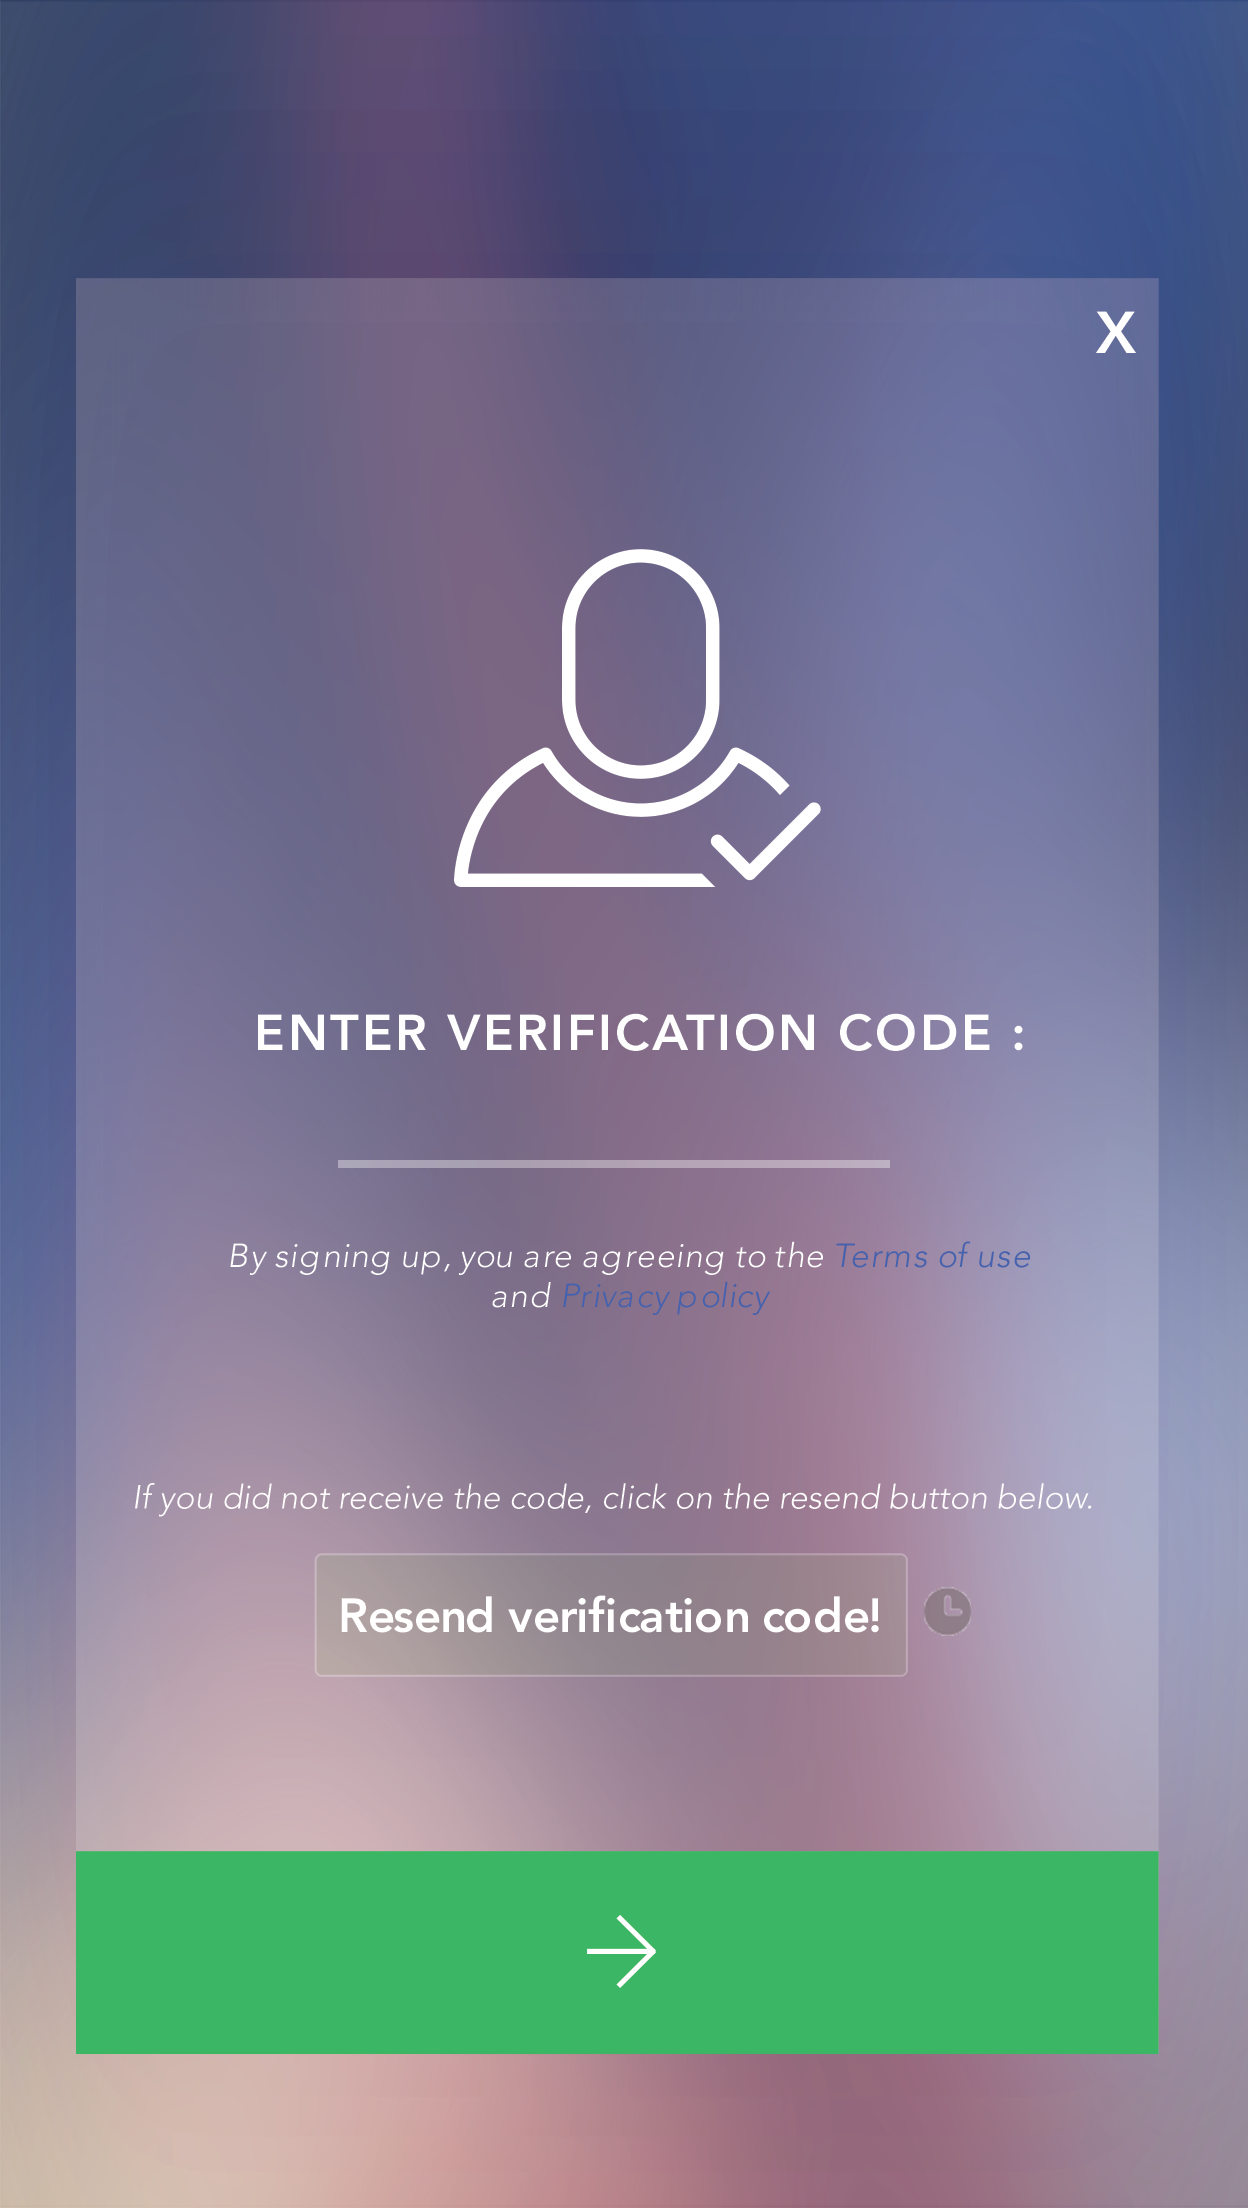 X
ENTER VERIFICATION CODE :
By signing up, you are agreeing to the Terms of use
and Privacy policy
If you did not receive the code, click on the resend button below.
Resend verification code!